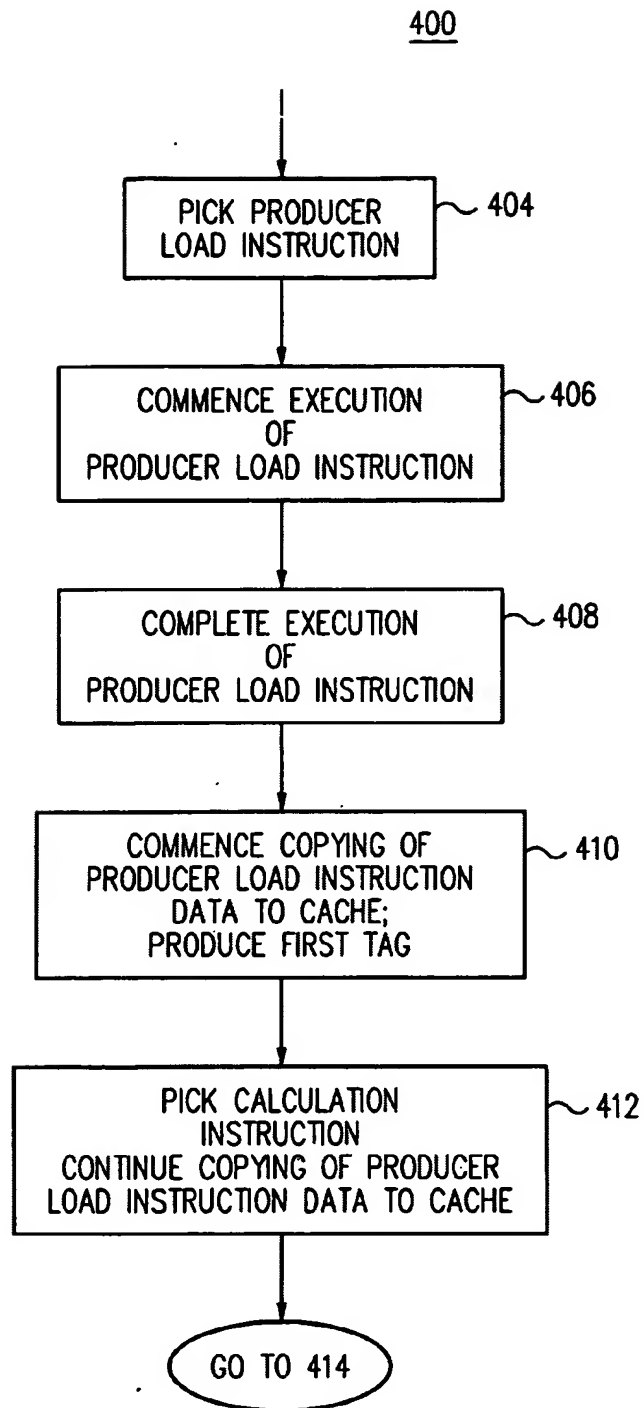 400
PICK PRODUCER
LOAD INSTRUCTION
404
COMMENCE EXECUTION
OF
PRODUCER LOAD INSTRUCTION
406
COMPLETE EXECUTION
OF
PRODUCER LOAD INSTRUCTION
408
COMMENCE COPYING OF
PRODUCER LOAD INSTRUCTION
DATA TO CACHE;
PRODUCE FIRST TAG
410
PICK CALCULATION
INSTRUCTION
CONTINUE COPYING OF PRODUCER
LOAD INSTRUCTION DATA TO CACHE
412
GO TO 414